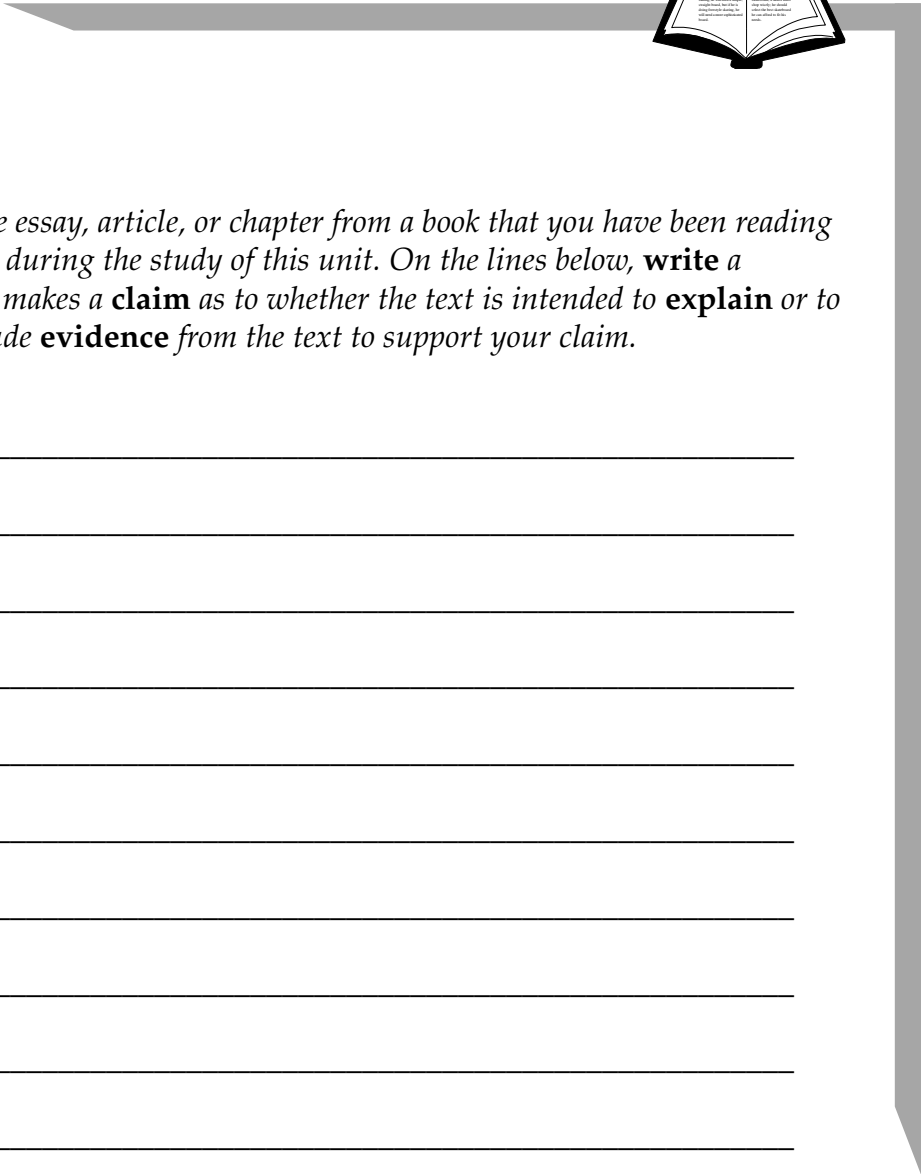 e essay, article, or chapter from a book that you have been reading
during the study of this unit. On the lines below, write a
makes a claim as to whether the text is intended to explain or to
de evidence from the text to support your claim.